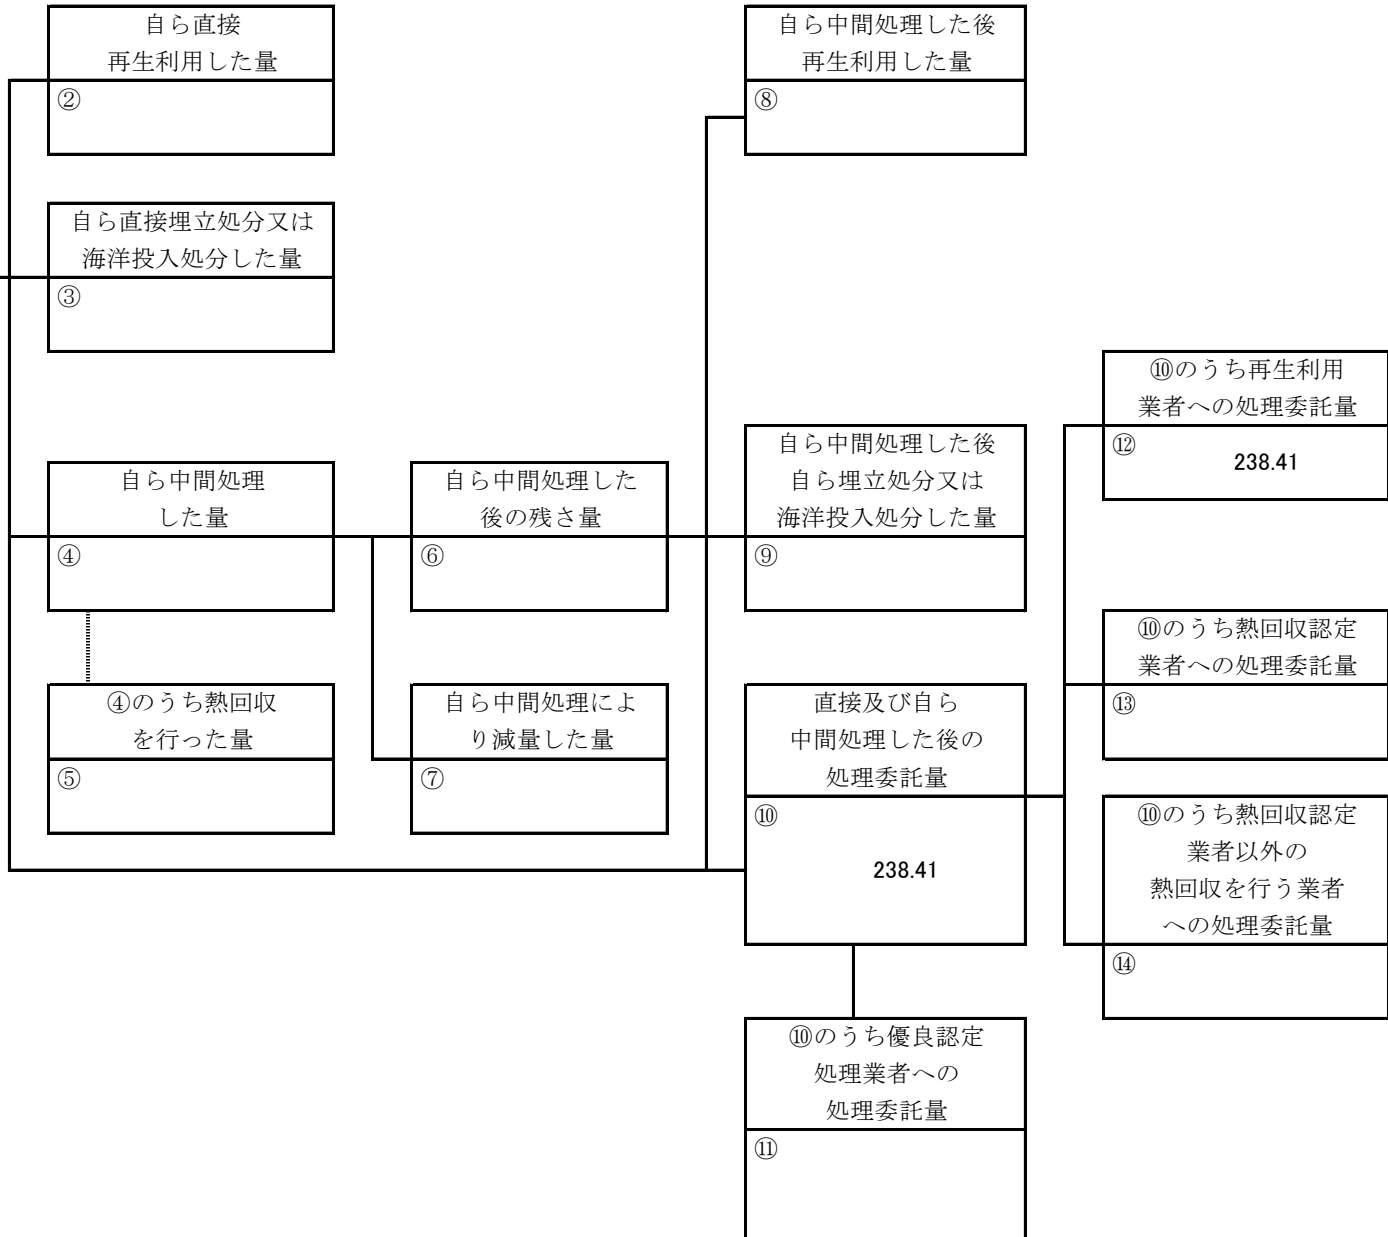 自ら直接
再生利用した量
②
自ら中間処理した後
再生利用した量
⑧
自ら直接埋立処分又は
海洋投入処分した量
③
⑩のうち再生利用
業者への処理委託量
⑫
238.41
自ら中間処理
した量
④
自ら中間処理した
後の残さ量
⑥
自ら中間処理した後
自ら埋立処分又は
海洋投入処分した量
⑨
⑩のうち熱回収認定
業者への処理委託量
⑬
④のうち熱回収
を行った量
⑤
自ら中間処理によ
り減量した量
⑦
直接及び自ら
中間処理した後の
処理委託量
⑩
238.41
⑩のうち熱回収認定
業者以外の
熱回収を行う業者
への処理委託量
⑭
⑩のうち優良認定
処理業者への
処理委託量
⑪